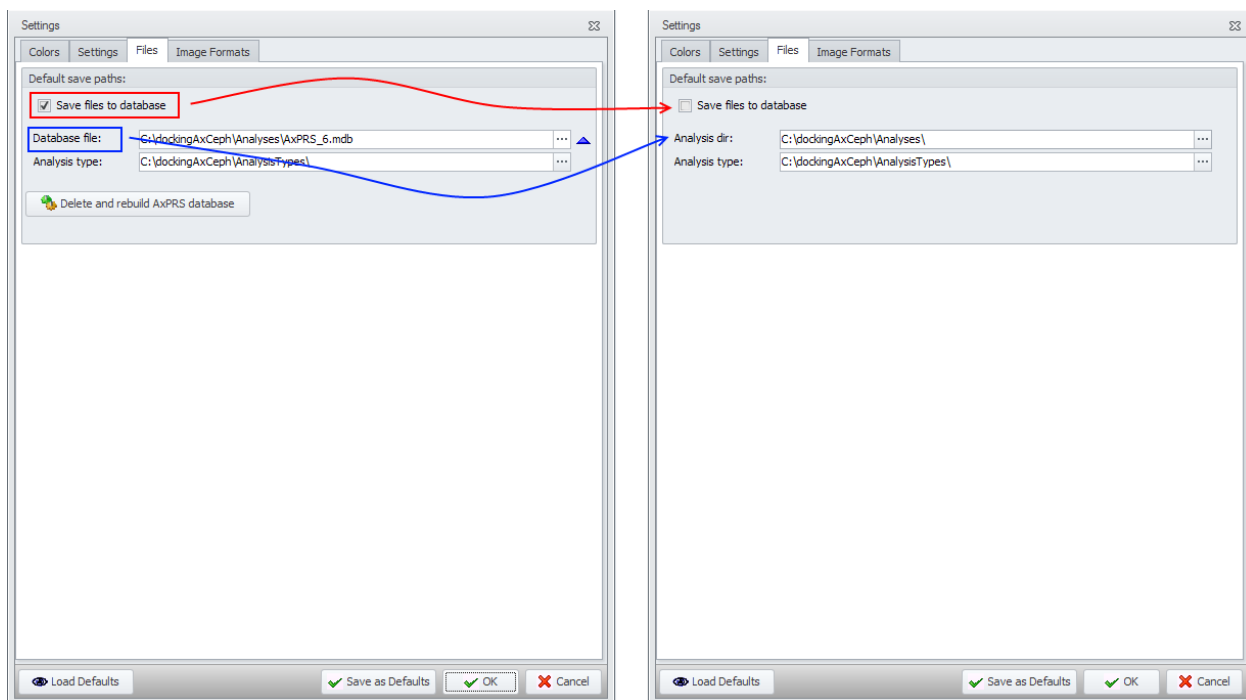 Settings
Colors Settings Files Image Formats
Default save paths:
Save files to database
Database file: C:\dockingAxCeph\Analyses\AxPRS_6.mdb ...
Analysis type: C:\dockingAxCeph\AnalysisTypes\ ...
Delete and rebuild AxPRS database
Load Defaults Save as Defaults OK Cancel
Settings
Colors Settings Files Image Formats
Default save paths:
Save files to database
Analysis dir: C:\dockingAxCeph\Analyses\ ...
Analysis type: C:\dockingAxCeph\AnalysisTypes\ ...
Load Defaults Save as Defaults OK Cancel